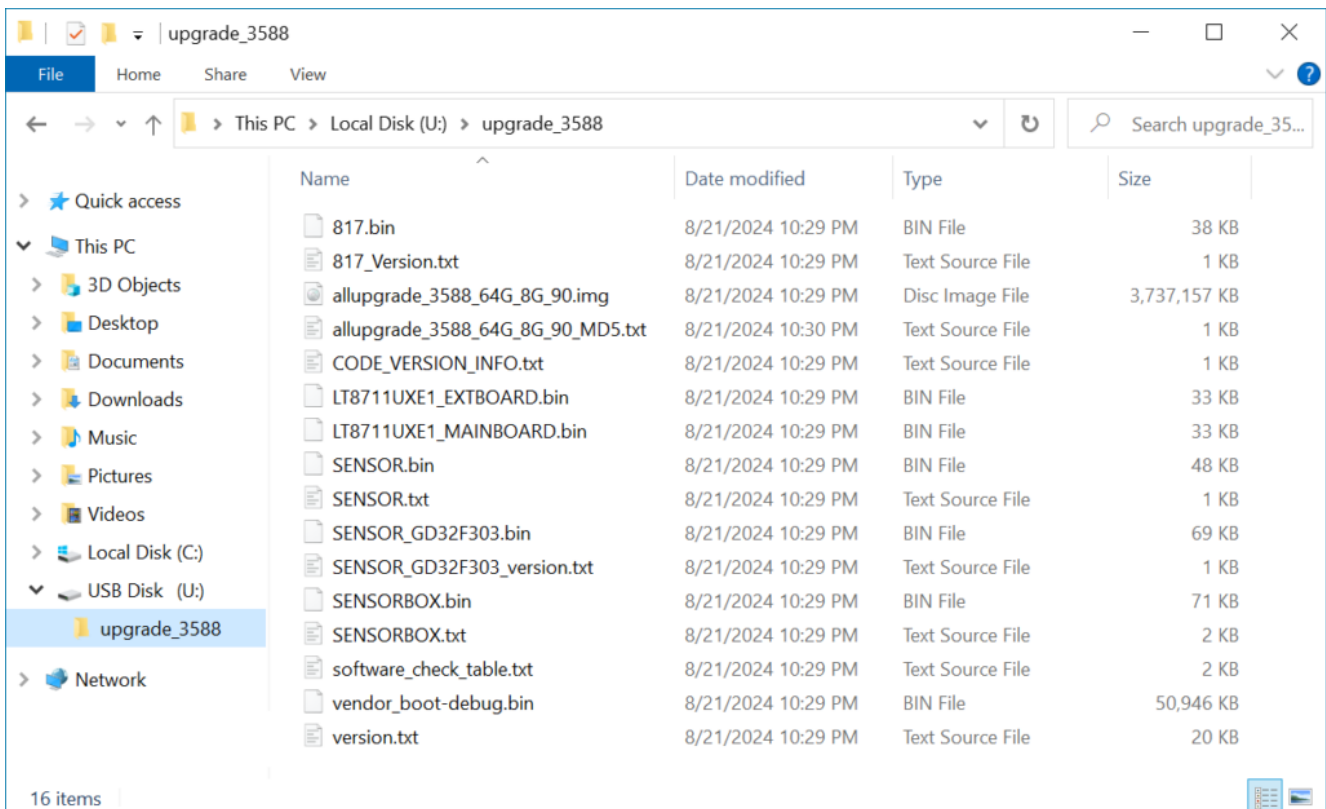 upgrade_3588
File Home Share View
This PC > Local Disk (U:) > upgrade_3588
Search upgrade_35...
Quick access
This PC
3D Objects
Desktop
Documents
Downloads
Music
Pictures
Videos
Local Disk (C:)
USB Disk (U:)
upgrade_3588
Network
Name Date modified Type Size
817.bin 8/21/2024 10:29 PM BIN File 38 KB
817_Version.txt 8/21/2024 10:29 PM Text Source File 1 KB
allupgrade_3588_64G_8G_90.img 8/21/2024 10:29 PM Disc Image File 3,737,157 KB
allupgrade_3588_64G_8G_90_MD5.txt 8/21/2024 10:30 PM Text Source File 1 KB
CODE_VERSION_INFO.txt 8/21/2024 10:29 PM Text Source File 1 KB
LT8711UXE1_EXTBOARD.bin 8/21/2024 10:29 PM BIN File 33 KB
LT8711UXE1_MAINBOARD.bin 8/21/2024 10:29 PM BIN File 33 KB
SENSOR.bin 8/21/2024 10:29 PM BIN File 48 KB
SENSOR.txt 8/21/2024 10:29 PM Text Source File 1 KB
SENSOR_GD32F303.bin 8/21/2024 10:29 PM BIN File 69 KB
SENSOR_GD32F303_version.txt 8/21/2024 10:29 PM Text Source File 1 KB
SENSORBOX.bin 8/21/2024 10:29 PM BIN File 71 KB
SENSORBOX.txt 8/21/2024 10:29 PM Text Source File 2 KB
software_check_table.txt 8/21/2024 10:29 PM Text Source File 2 KB
vendor_boot-debug.bin 8/21/2024 10:29 PM BIN File 50,946 KB
version.txt 8/21/2024 10:29 PM Text Source File 20 KB
16 items